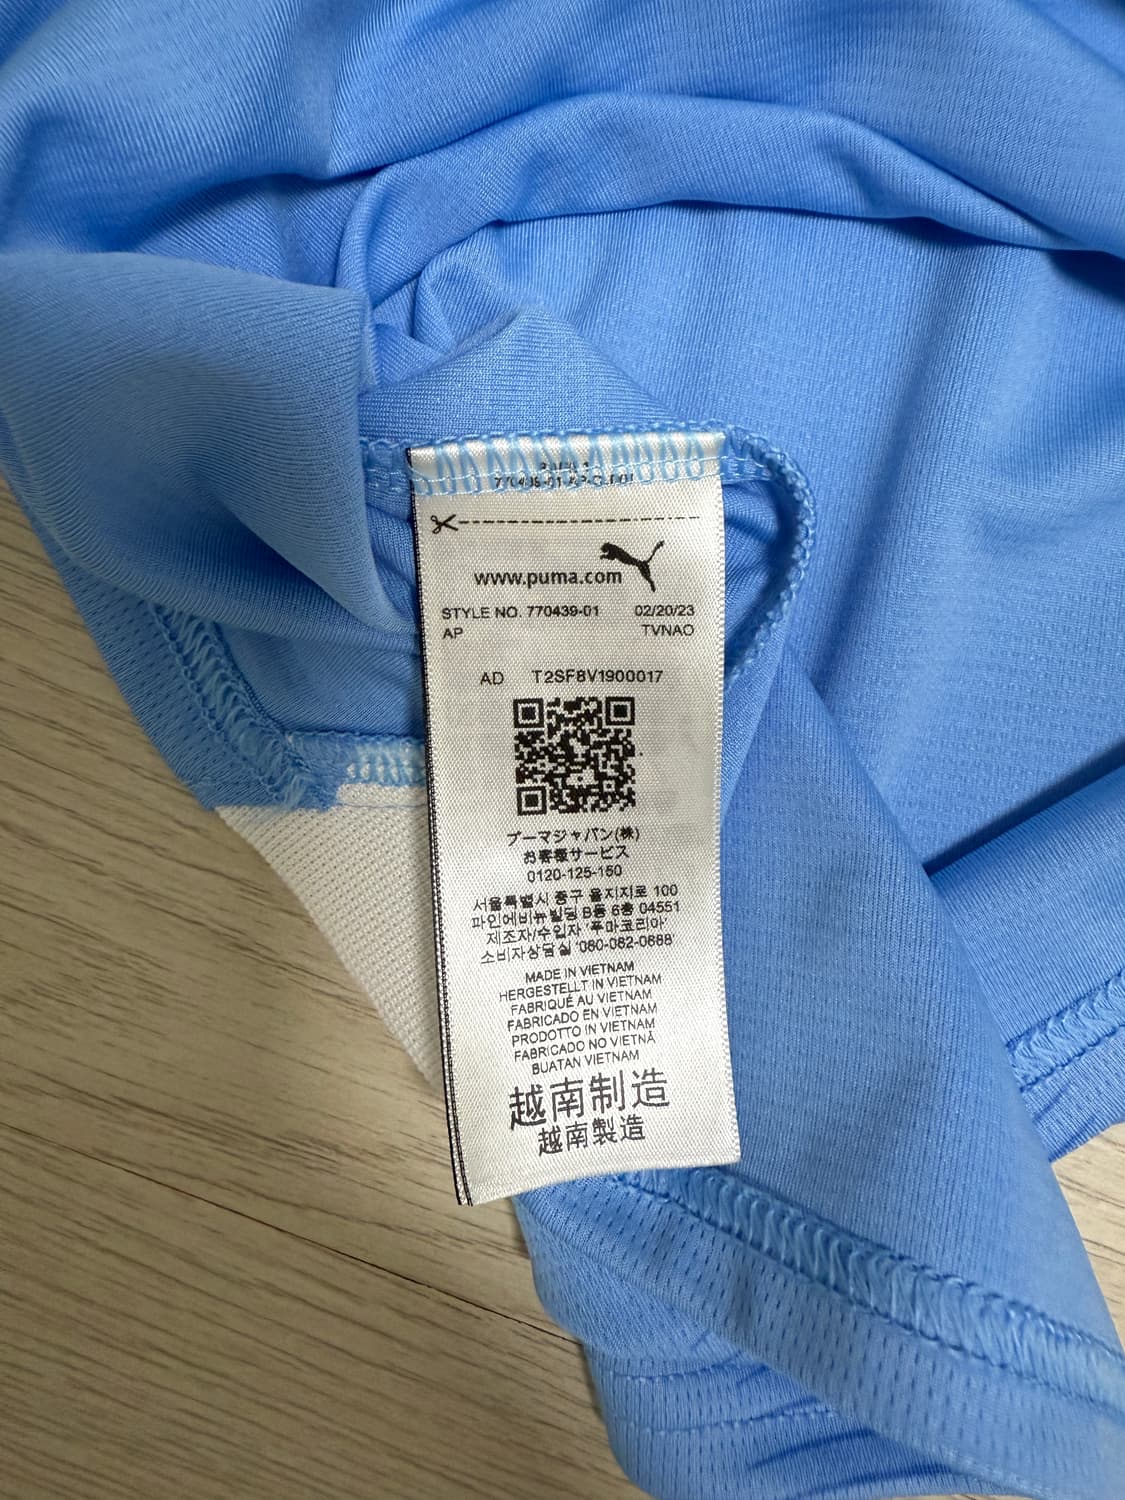 www.puma.com
STYLE NO. 770439-01 02/20/23
AP TVNAO
AD T2SF8V1900017
プーマジャパン(株)
お客様サービス
0120-125-150
서울특별시 중구 을지로 100
파인에비뉴빌딩 B동 6층 04551
제조자/수입자 '푸마코리아'
소비자상담실 '080-082-0688'
MADE IN VIETNAM
HERGESTELLT IN VIETNAM
FABRIQUÉ AU VIETNAM
FABRICADO EN VIETNAM
PRODOTTO IN VIETNAM
FABRICADO NO VIETNÃ
BUATAN VIETNAM
越南制造
越南製造